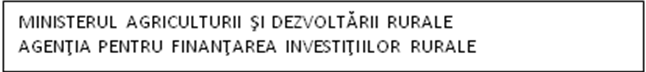 MINISTERUL AGRICULTURII ŞI DEZVOLTĂRII RURALE
AGENŢIA PENTRU FINANŢAREA INVESTIŢIILOR RURALE